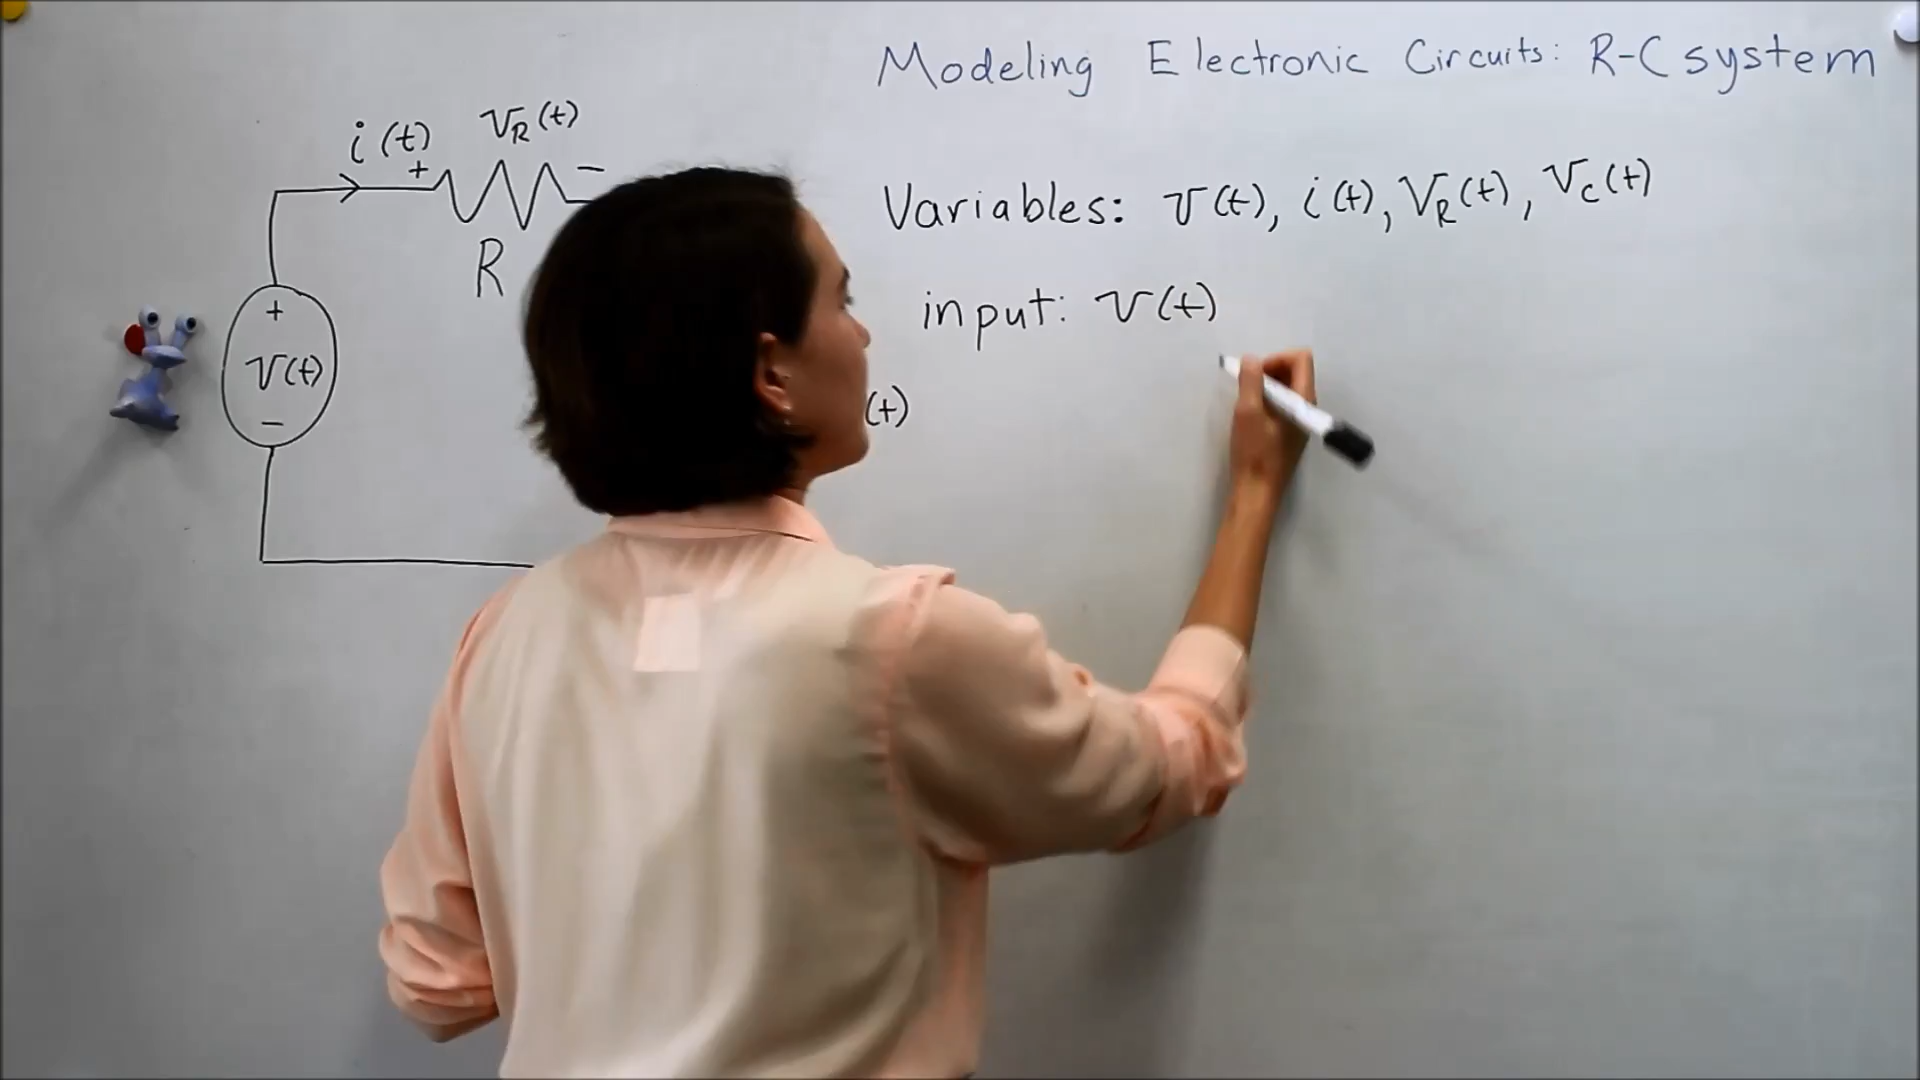 Modeling Electronic Circuits: R-C system
i(t)
+
v_R(t)
−
R
+
v(t)
−
(t)
Variables: v(t), i(t), v_R(t), v_c(t)
input: v(t)